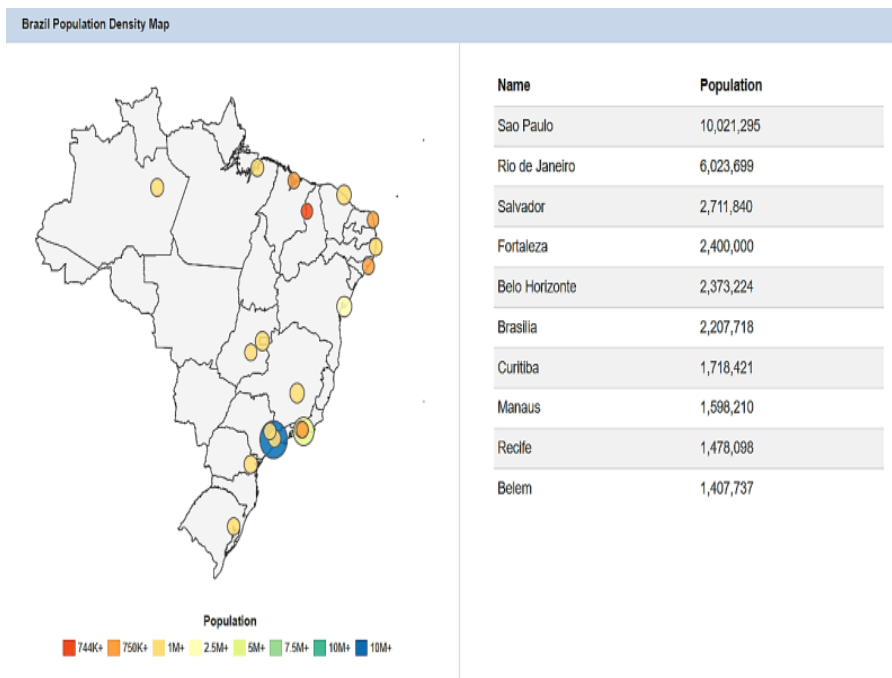 Brazil Population Density Map
Name Population
Sao Paulo 10,021,295
Rio de Janeiro 6,023,699
Salvador 2,711,840
Fortaleza 2,400,000
Belo Horizonte 2,373,224
Brasilia 2,207,718
Curitiba 1,718,421
Manaus 1,598,210
Recife 1,478,098
Belem 1,407,737
Population
744K+ 750K+ 1M+ 2.5M+ 5M+ 7.5M+ 10M+ 10M+